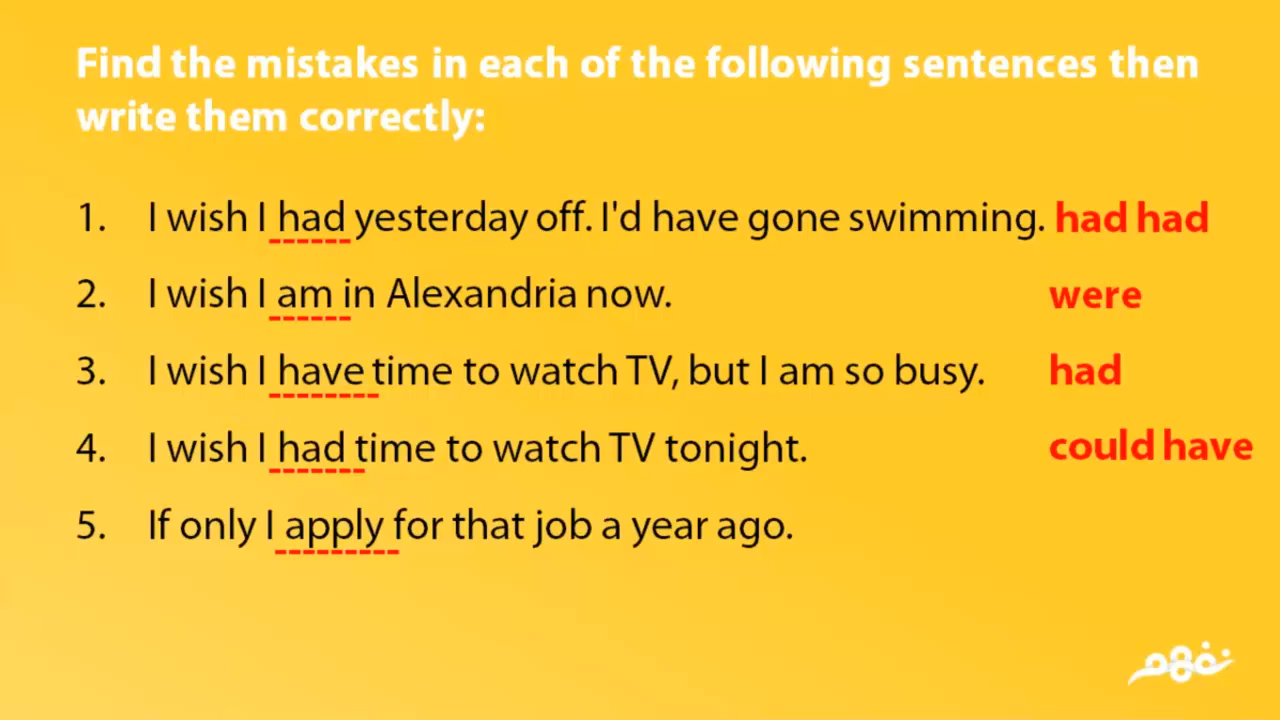 Find the mistakes in each of the following sentences then
write them correctly:
1. I wish I had yesterday off. I'd have gone swimming. had had
2. I wish I am in Alexandria now. were
3. I wish I have time to watch TV, but I am so busy. had
4. I wish I had time to watch TV tonight. could have
5. If only I apply for that job a year ago.
نفهم